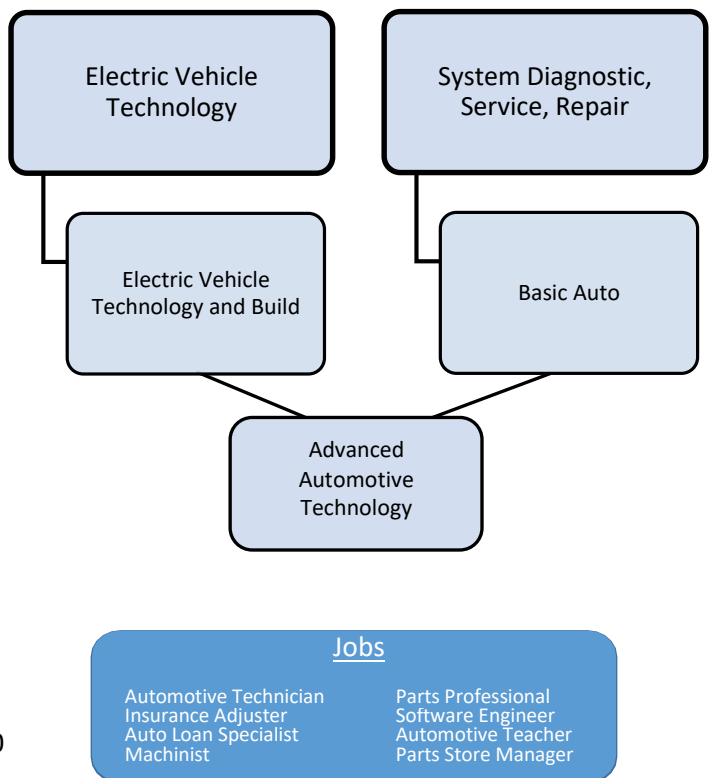 Electric Vehicle
Technology
System Diagnostic,
Service, Repair
Electric Vehicle
Technology and Build
Basic Auto
Advanced
Automotive
Technology
Jobs
Automotive Technician
Insurance Adjuster
Auto Loan Specialist
Machinist
Parts Professional
Software Engineer
Automotive Teacher
Parts Store Manager
0